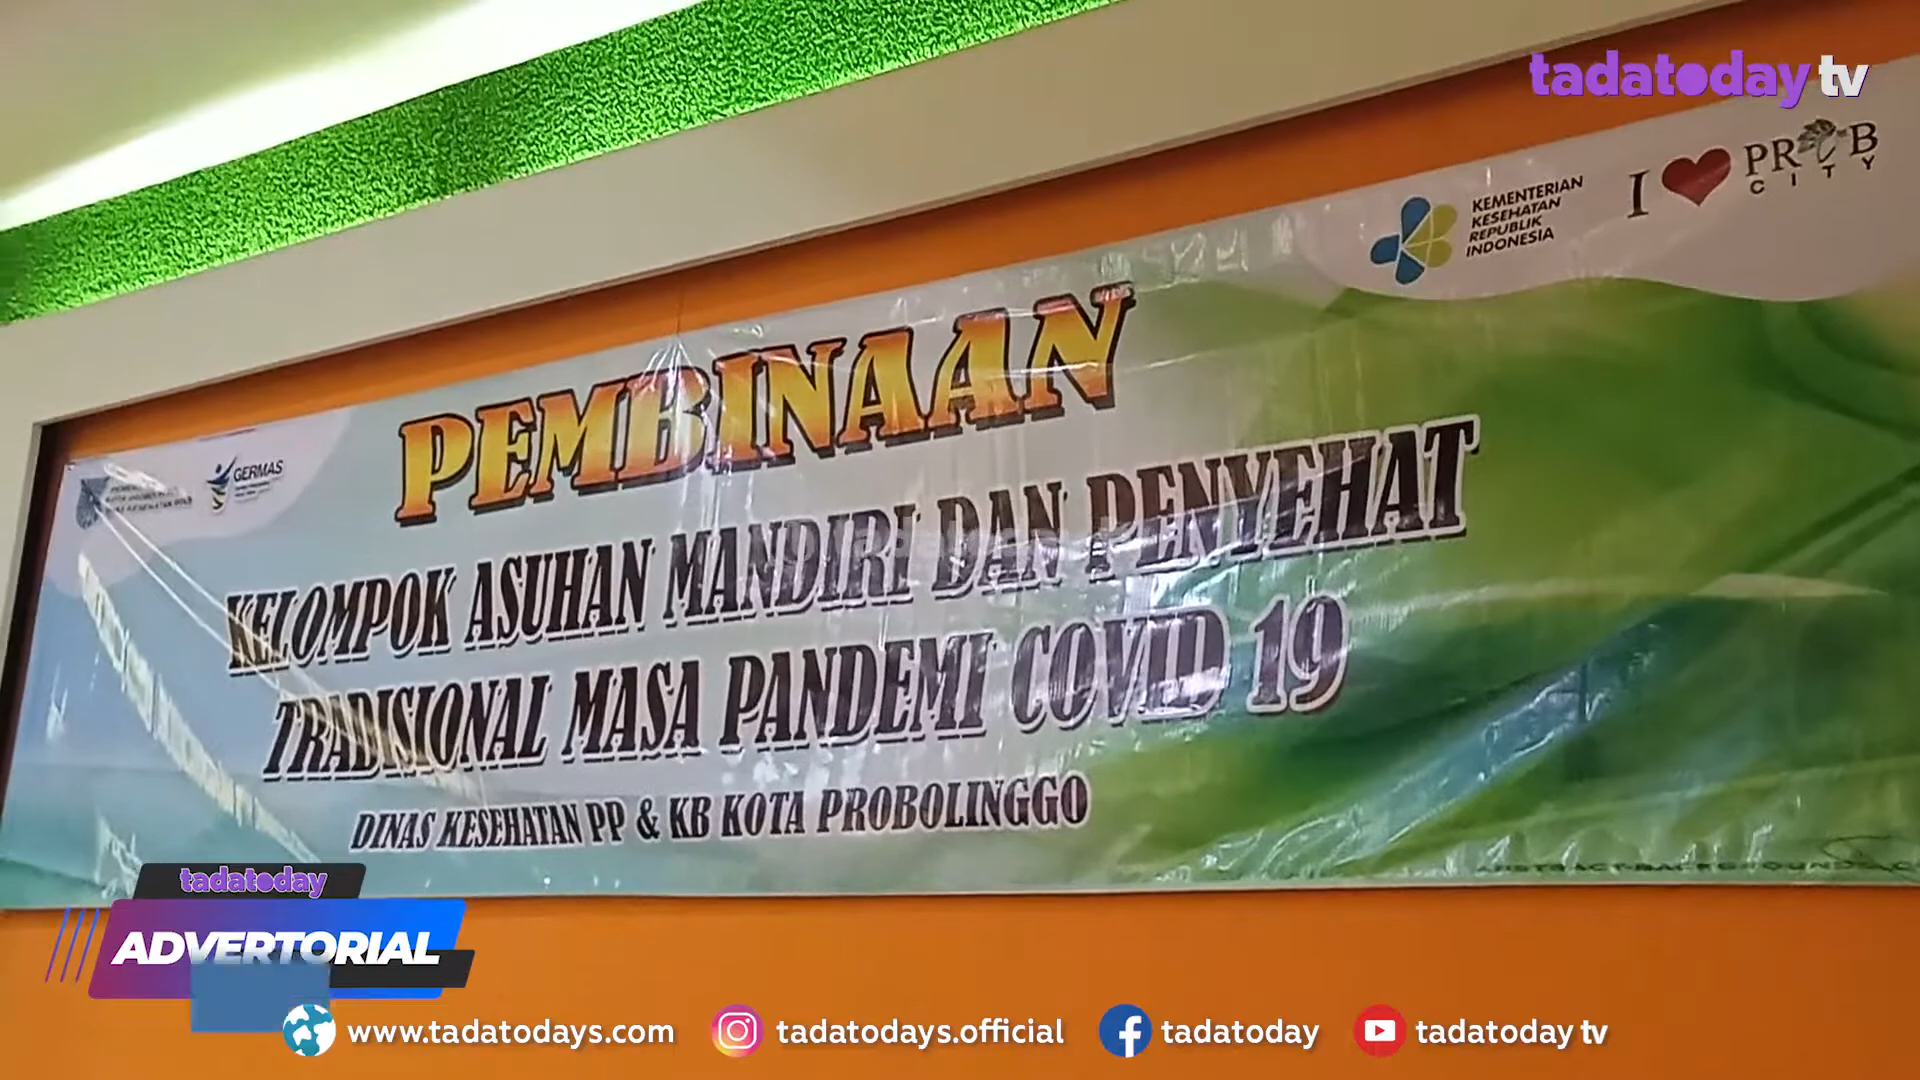 tadatoday tv
I ❤ PROB
CITY
KEMENTERIAN
KESEHATAN
REPUBLIK
INDONESIA
GERMAS
PEMBINAAN
KELOMPOK ASUHAN MANDIRI DAN PENYEHAT
TRADISIONAL MASA PANDEMI COVID 19
DINAS KESEHATAN PP & KB KOTA PROBOLINGGO
tadatoday
ADVERTORIAL
www.tadatodays.com
tadatodays.official
tadatoday
tadatoday tv